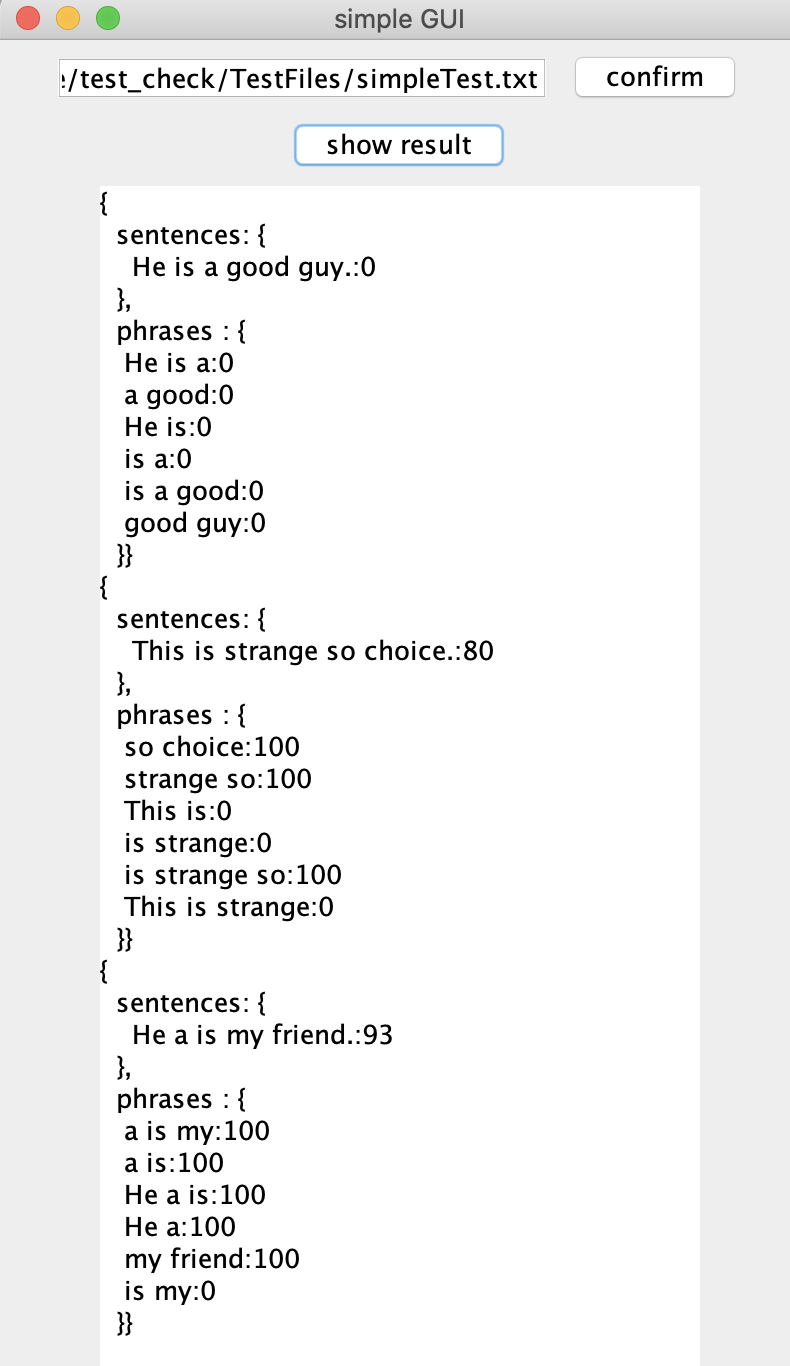 simple GUI
:/test_check/TestFiles/simpleTest.txt confirm
show result
{
sentences: {
He is a good guy.:0
},
phrases : {
He is a:0
a good:0
He is:0
is a:0
is a good:0
good guy:0
}}
{
sentences: {
This is strange so choice.:80
},
phrases : {
so choice:100
strange so:100
This is:0
is strange:0
is strange so:100
This is strange:0
}}
{
sentences: {
He a is my friend.:93
},
phrases : {
a is my:100
a is:100
He a is:100
He a:100
my friend:100
is my:0
}}